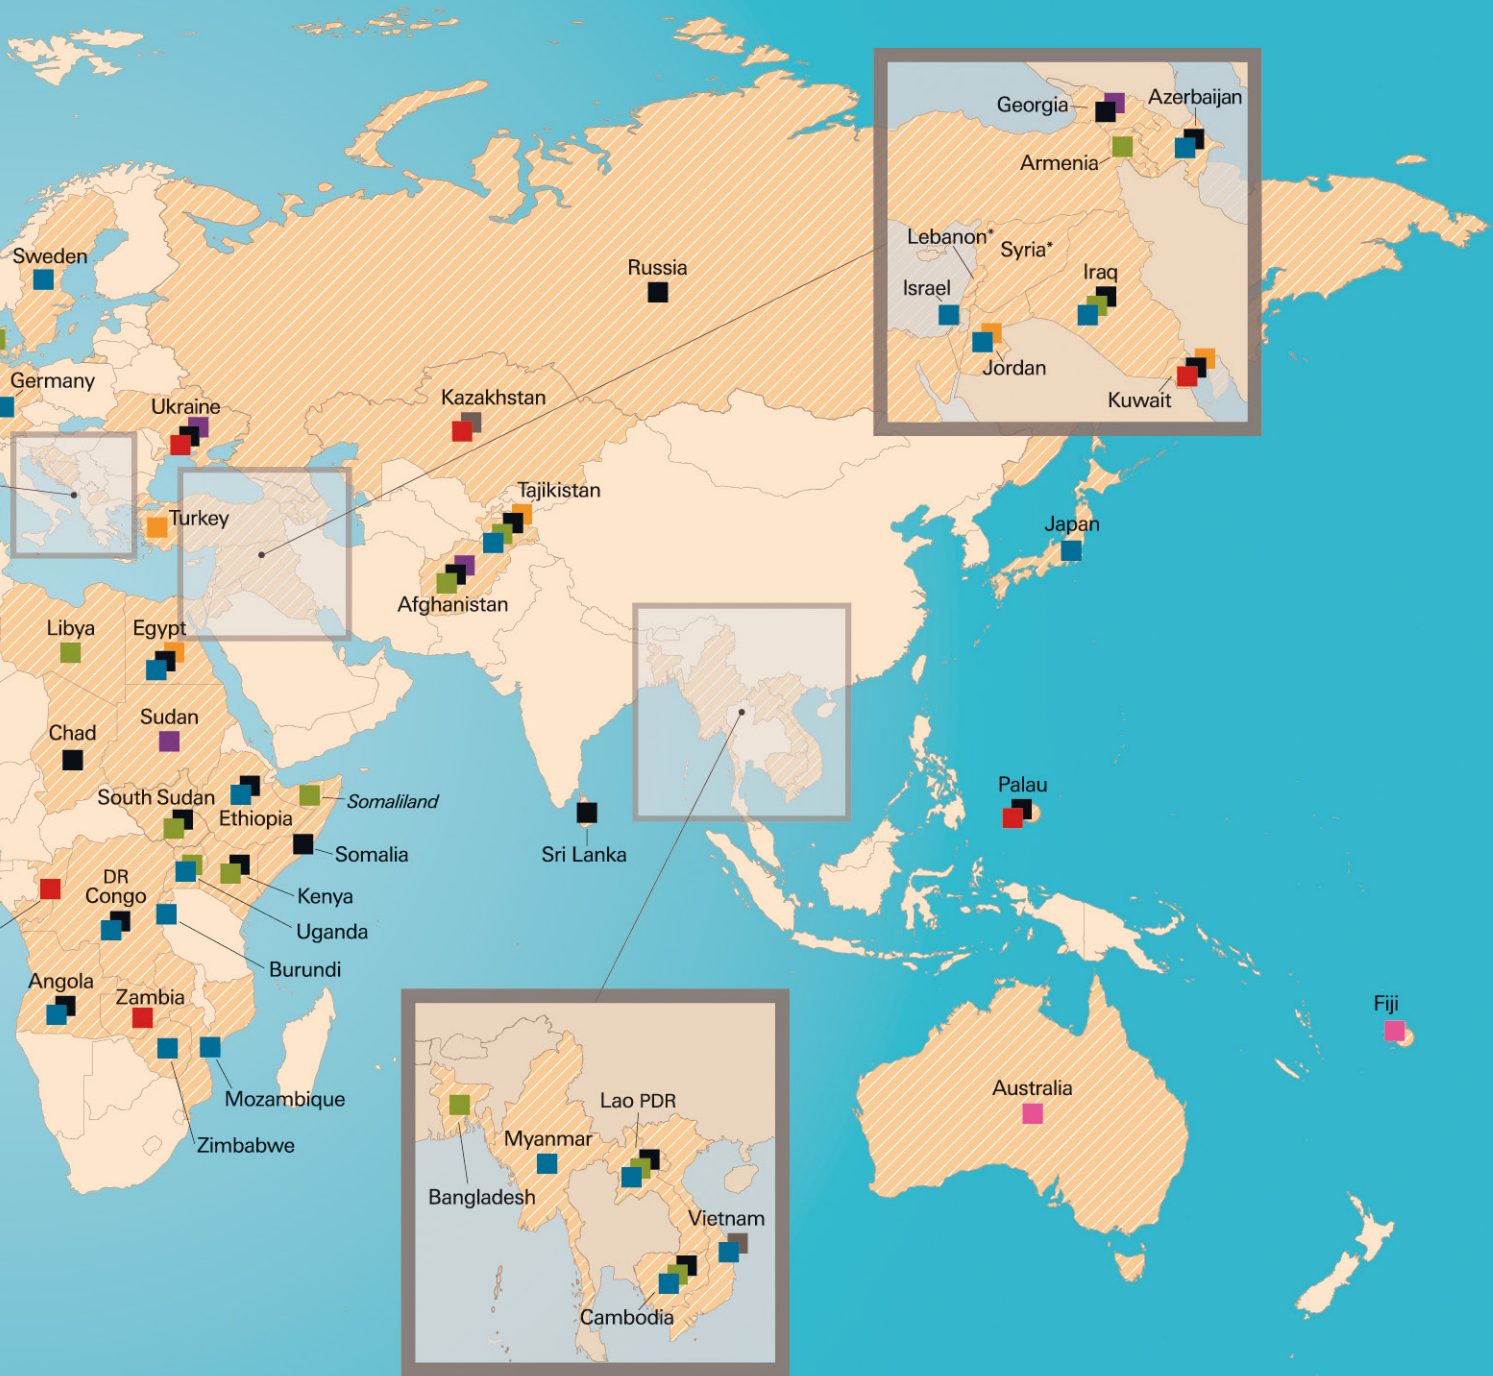 Georgia
Azerbaijan
Armenia
Lebanon*
Syria*
Iraq
Israel
Jordan
Kuwait
Sweden
Russia
Germany
Ukraine
Kazakhstan
Turkey
Tajikistan
Afghanistan
Japan
Libya
Egypt
Sudan
Chad
South Sudan
Ethiopia
Somaliland
Somalia
Sri Lanka
Palau
DR
Congo
Kenya
Uganda
Burundi
Angola
Zambia
Mozambique
Zimbabwe
Fiji
Australia
Lao PDR
Myanmar
Bangladesh
Vietnam
Cambodia